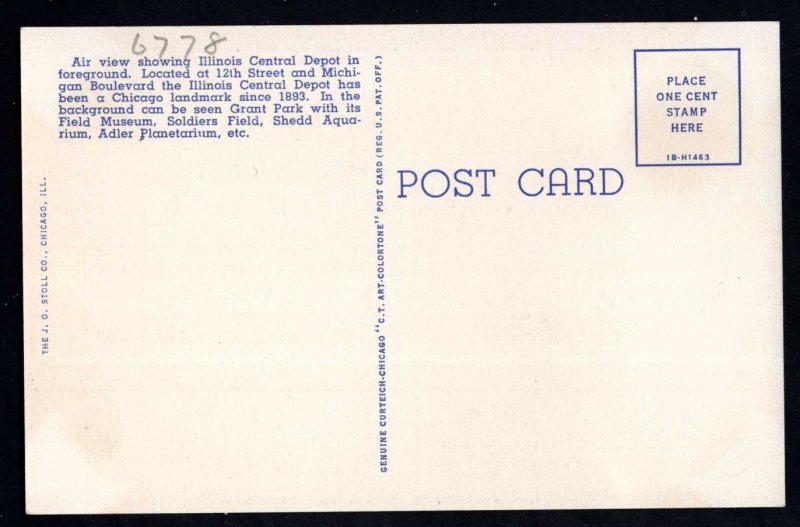 6778
Air view showing Illinois Central Depot in
foreground. Located at 12th Street and Michi-
gan Boulevard the Illinois Central Depot has
been a Chicago landmark since 1893. In the
background can be seen Grant Park with its
Field Museum, Soldiers Field, Shedd Aqua-
rium, Adler Planetarium, etc.
THE J. O. STOLL CO., CHICAGO, ILL.
GENUINE CURTEICH-CHICAGO "C.T. ART-COLORTONE" POST CARD (REG. U.S. PAT. OFF.)
POST CARD
PLACE
ONE CENT
STAMP
HERE
1B-H1463